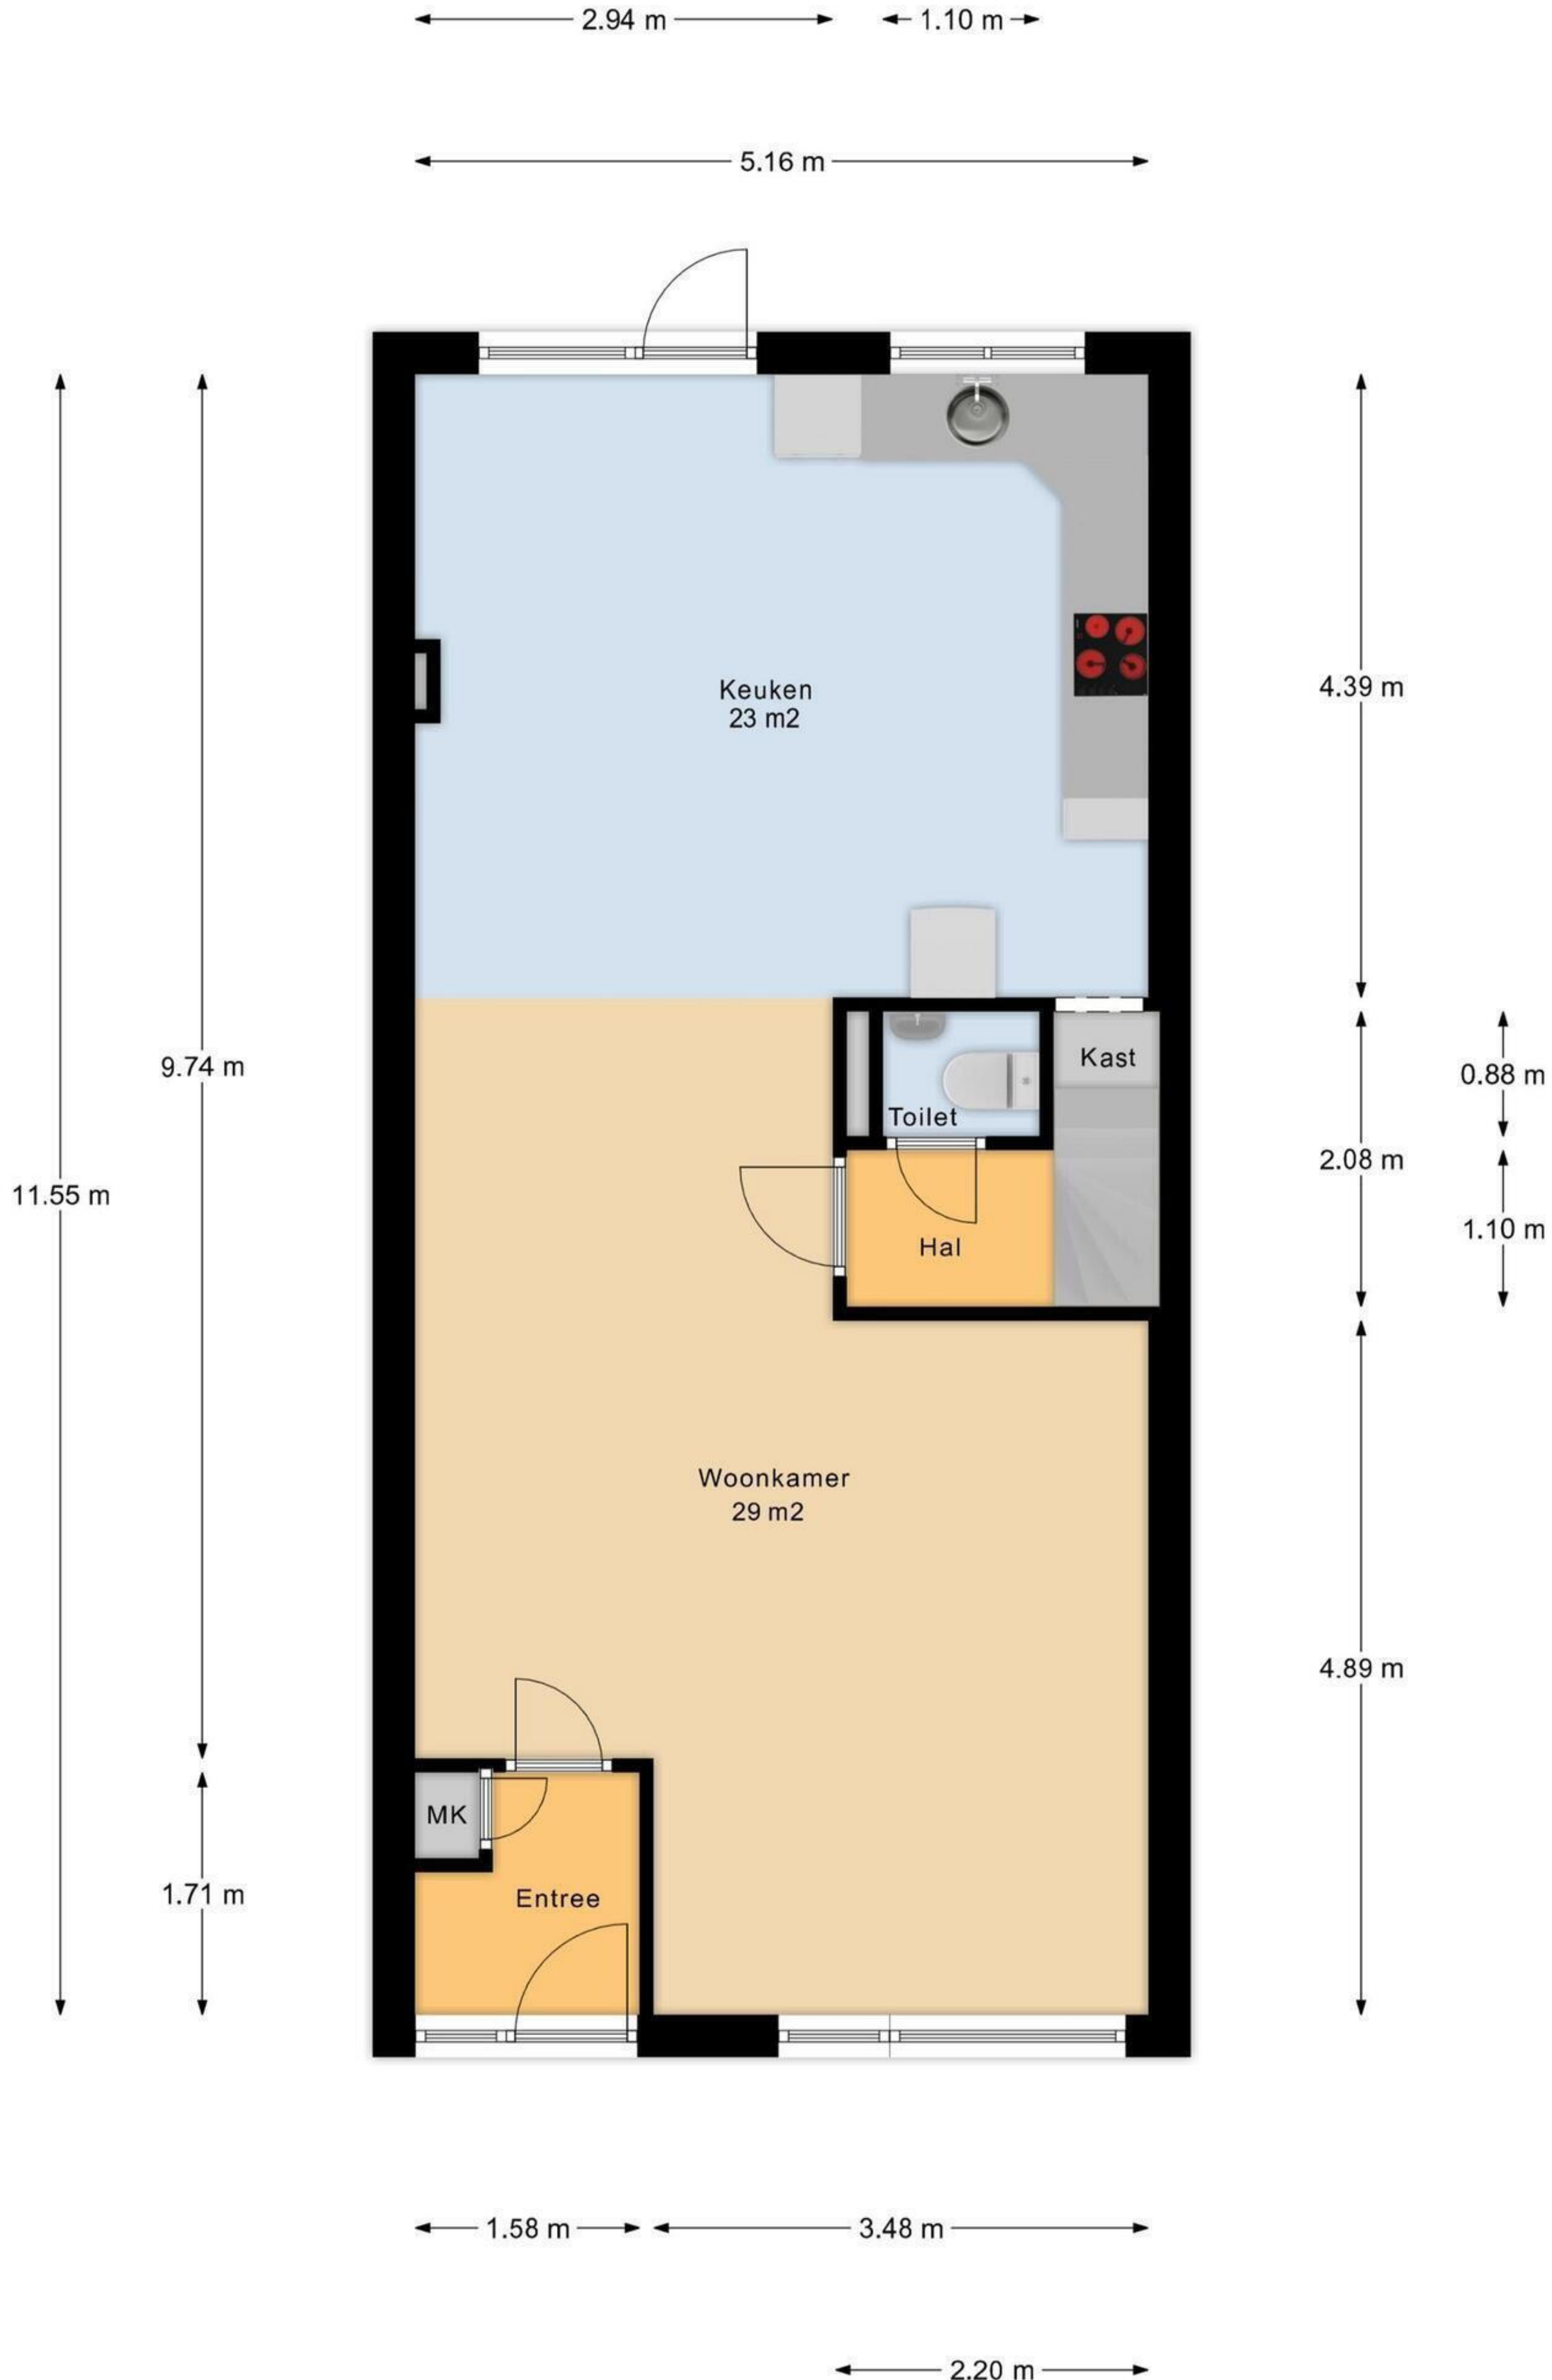 2.94 m
1.10 m
5.16 m
Keuken
23 m2
4.39 m
9.74 m
Kast
0.88 m
Toilet
2.08 m
11.55 m
1.10 m
Hal
Woonkamer
29 m2
4.89 m
MK
1.71 m
Entree
1.58 m
3.48 m
2.20 m